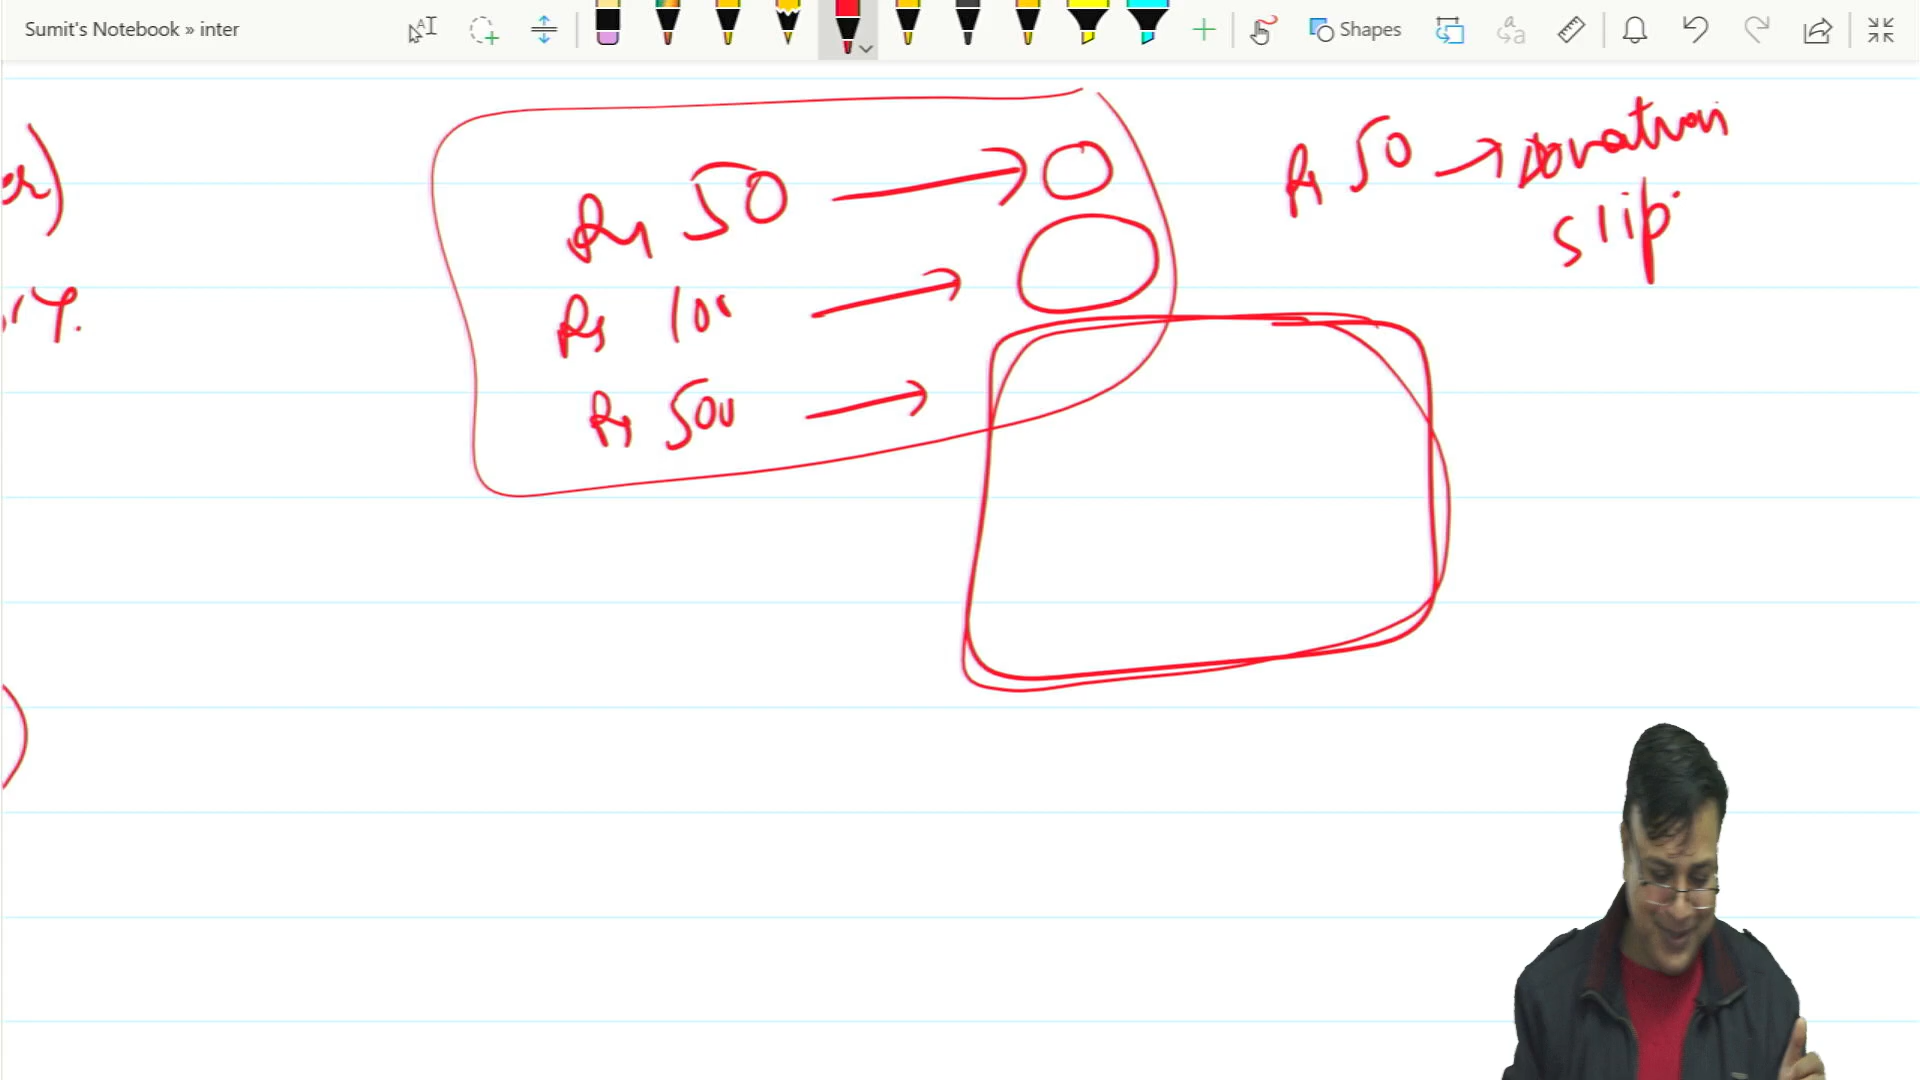 Sumit's Notebook » inter
Shapes
Rs 50
Rs 100
Rs 500
Rs 50 → Donation
slip.